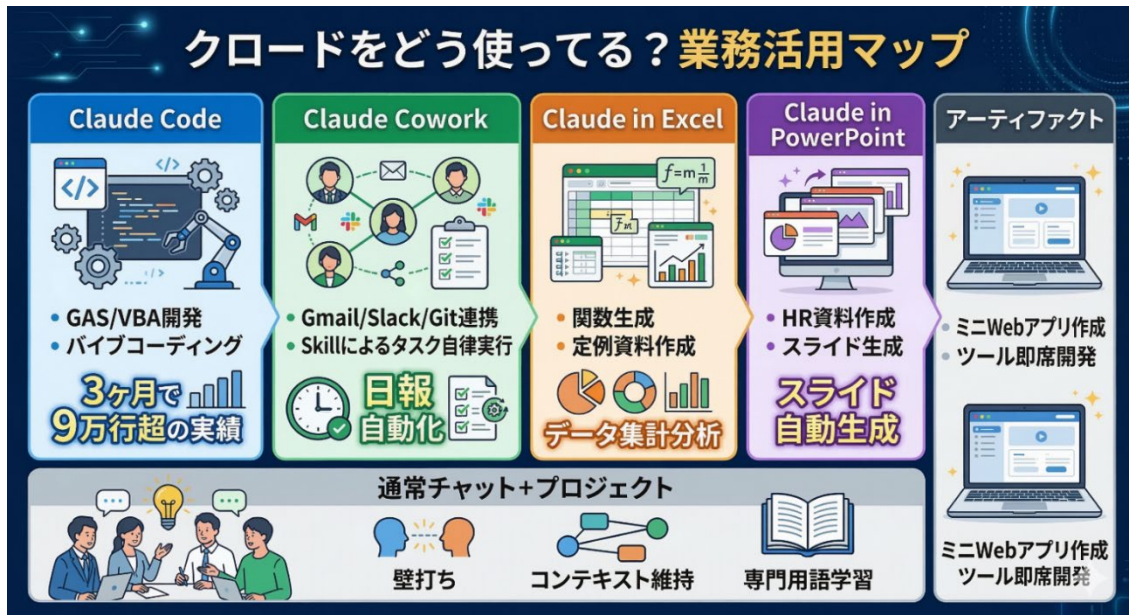 クロードをどう使ってる？業務活用マップ
Claude Code
</>
</>
</>
• GAS/VBA開発
• バイブコーディング
3ヶ月で
9万行超の実績
Claude Cowork
• Gmail/Slack/Git連携
• Skillによるタスク自律実行
日報
自動化
Claude in Excel
• 関数生成
• 定例資料作成
データ集計分析
Claude in
PowerPoint
• HR資料作成
• スライド生成
スライド
自動生成
アーティファクト
• ミニWebアプリ作成
• ツール即席開発
ミニWebアプリ作成
ツール即席開発
通常チャット+プロジェクト
壁打ち
コンテキスト維持
専門用語学習